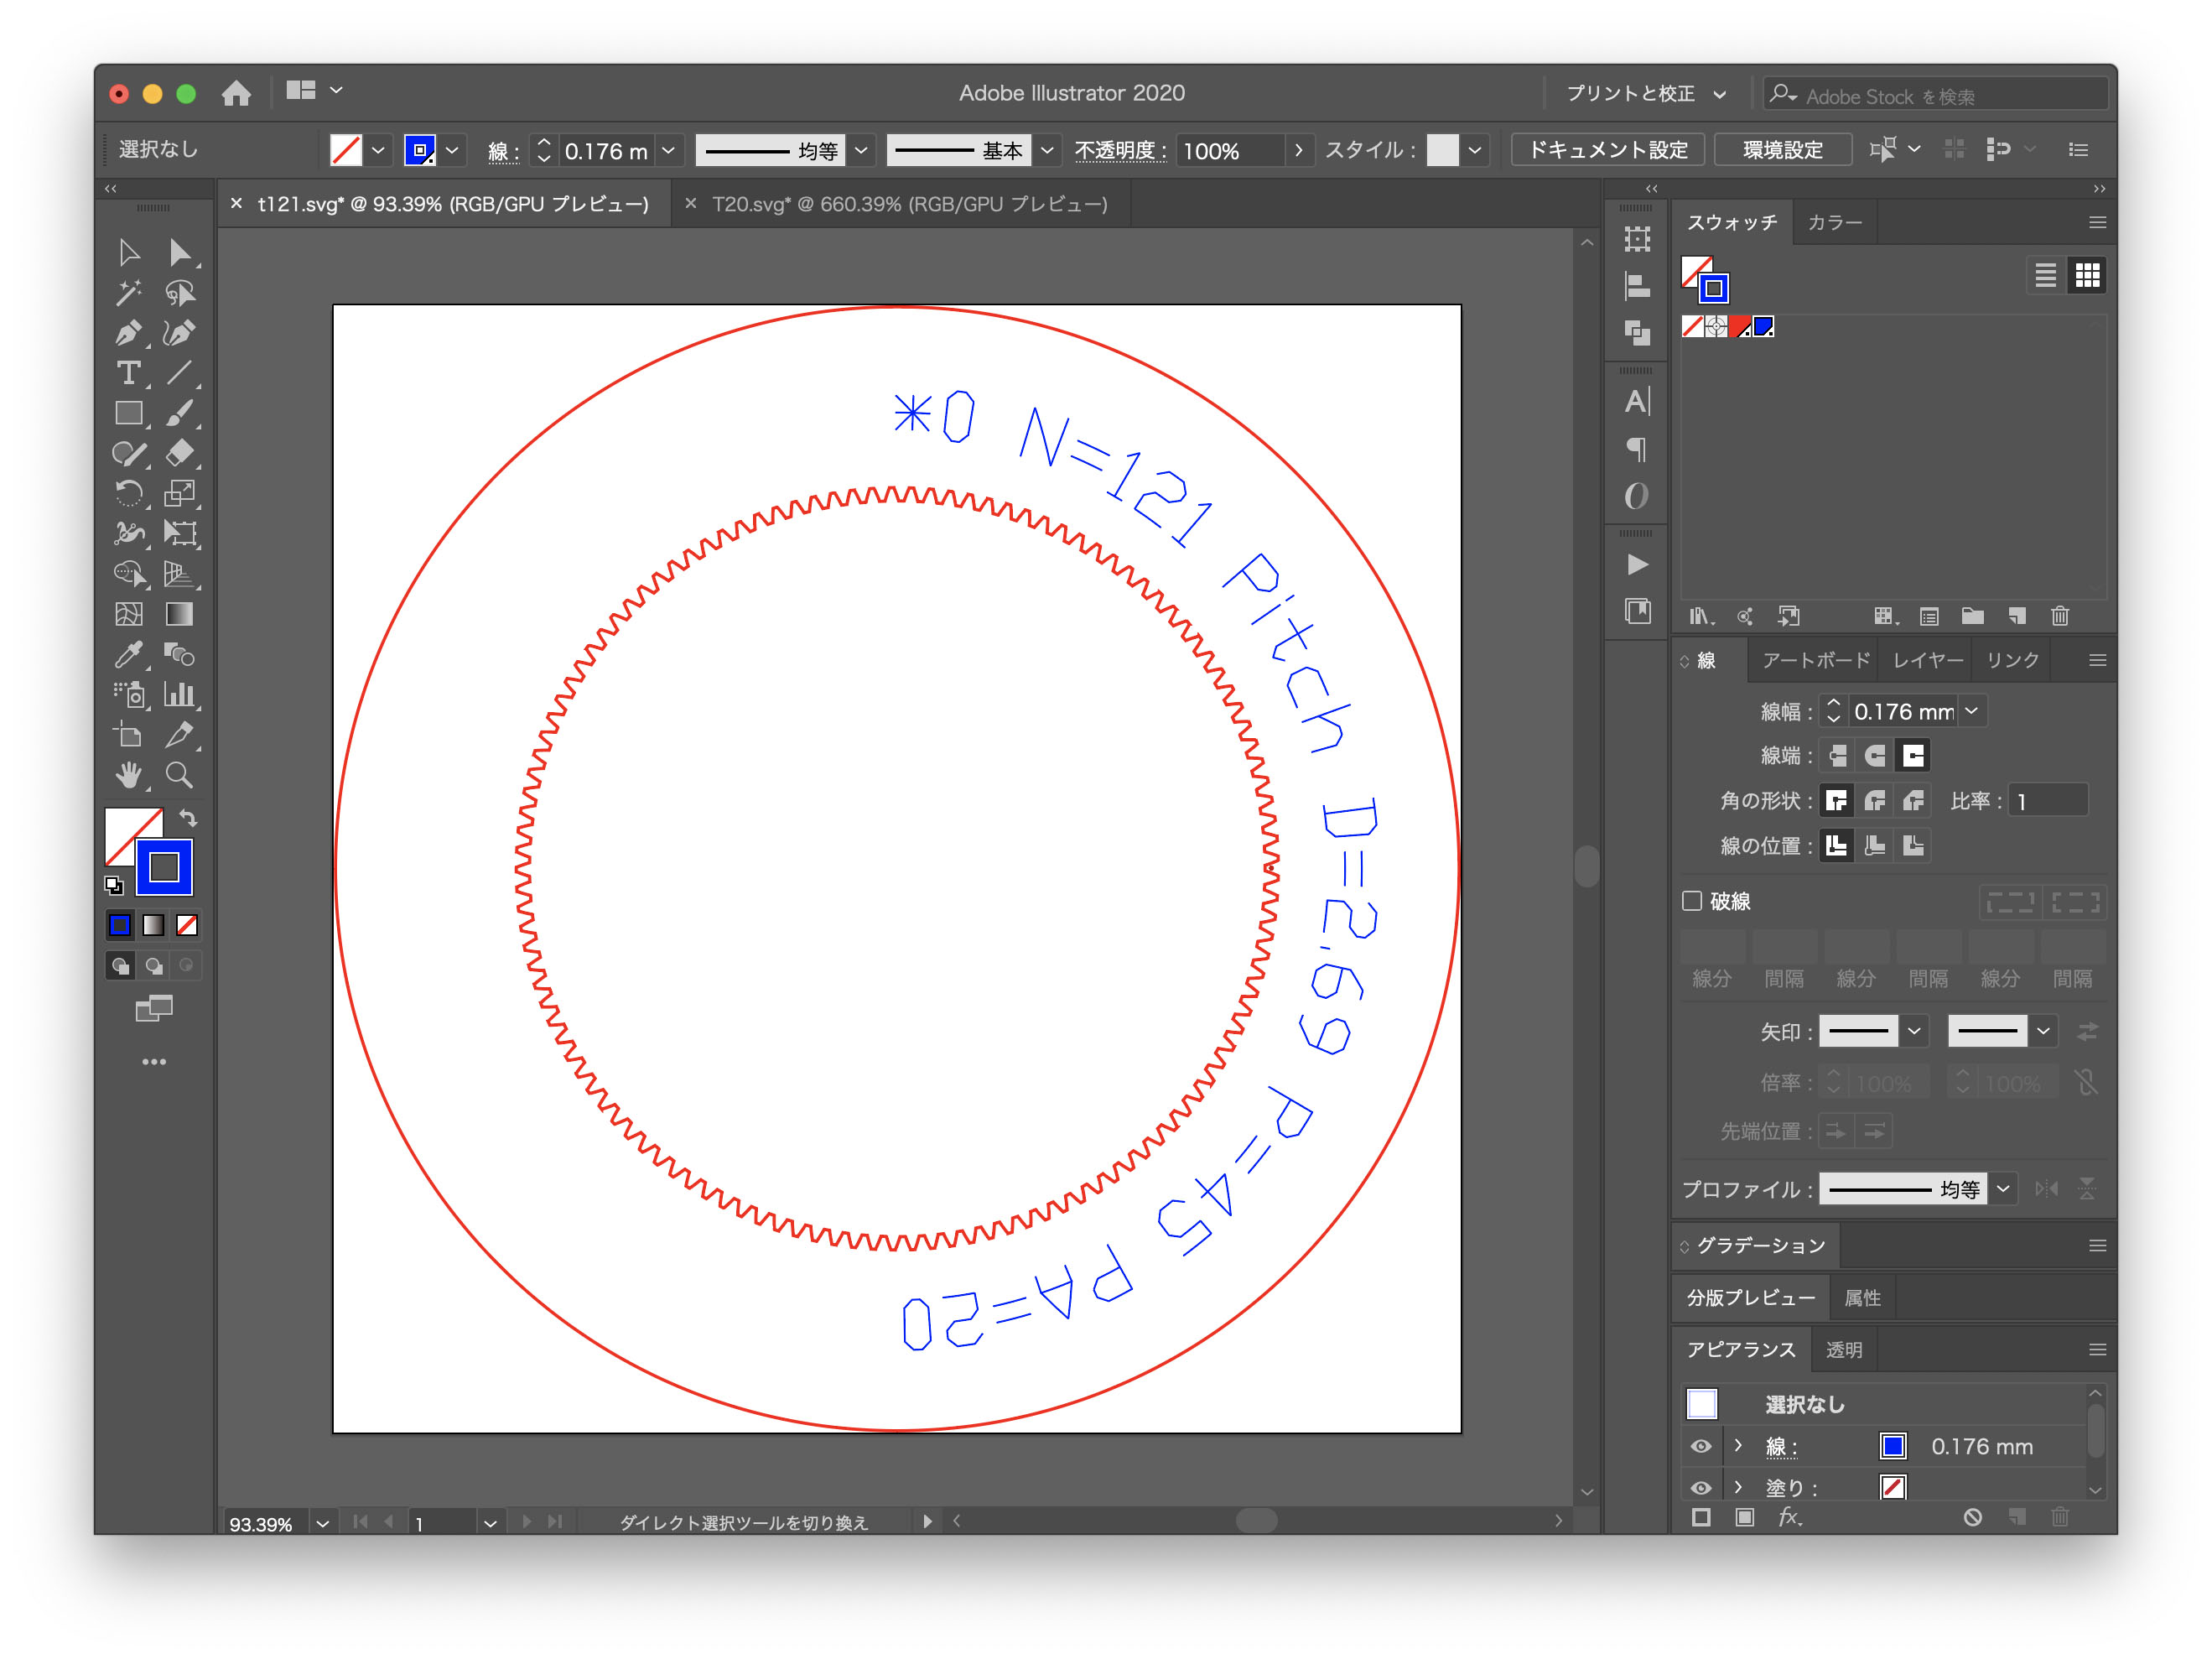 Adobe Illustrator 2020
プリントと校正
Adobe Stock を検索
選択なし
線 :
0.176 m
均等
基本
不透明度 :
100%
スタイル :
ドキュメント設定
環境設定
t121.svg* @ 93.39% (RGB/GPU プレビュー)
T20.svg* @ 660.39% (RGB/GPU プレビュー)
*0 N=121 Pitch D=2.69 P=45 PA=20
スウォッチ
カラー
線
アートボード
レイヤー
リンク
線幅 :
0.176 mm
線端 :
角の形状 :
比率 :
1
線の位置 :
破線
線分
間隔
線分
間隔
線分
間隔
矢印 :
倍率 :
100%
100%
先端位置 :
プロファイル :
均等
グラデーション
分版プレビュー
属性
アピアランス
透明
選択なし
線 :
0.176 mm
塗り :
fx
93.39%
1
ダイレクト選択ツールを切り換え